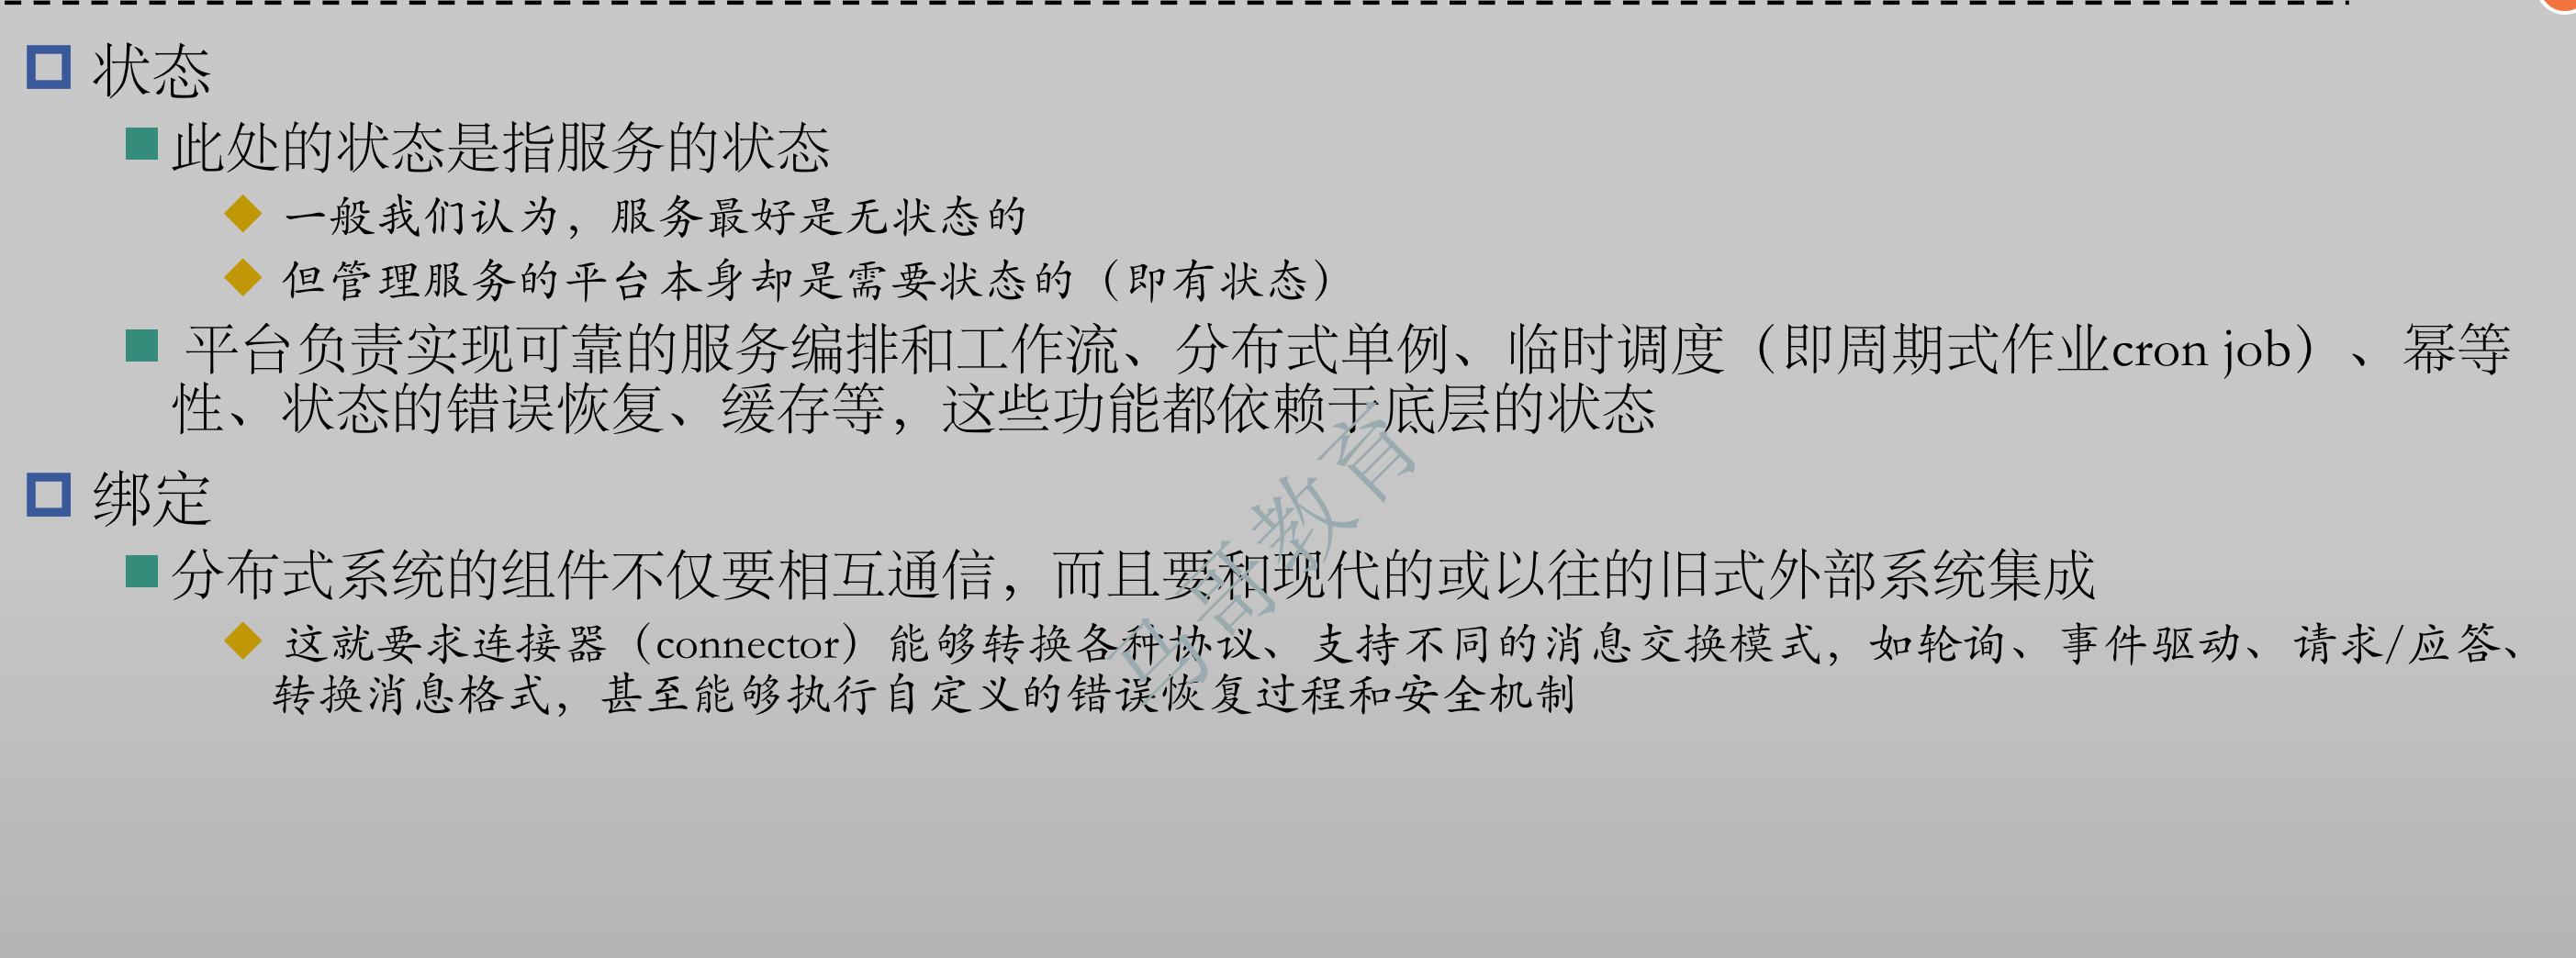 状态
此处的状态是指服务的状态
一般我们认为，服务最好是无状态的
但管理服务的平台本身却是需要状态的（即有状态）
平台负责实现可靠的服务编排和工作流、分布式单例、临时调度（即周期式作业cron job）、幂等
性、状态的错误恢复、缓存等，这些功能都依赖于底层的状态
绑定
分布式系统的组件不仅要相互通信，而且要和现代的或以往的旧式外部系统集成
这就要求连接器（connector）能够转换各种协议、支持不同的消息交换模式，如轮询、事件驱动、请求/应答、
转换消息格式，甚至能够执行自定义的错误恢复过程和安全机制
马哥教育